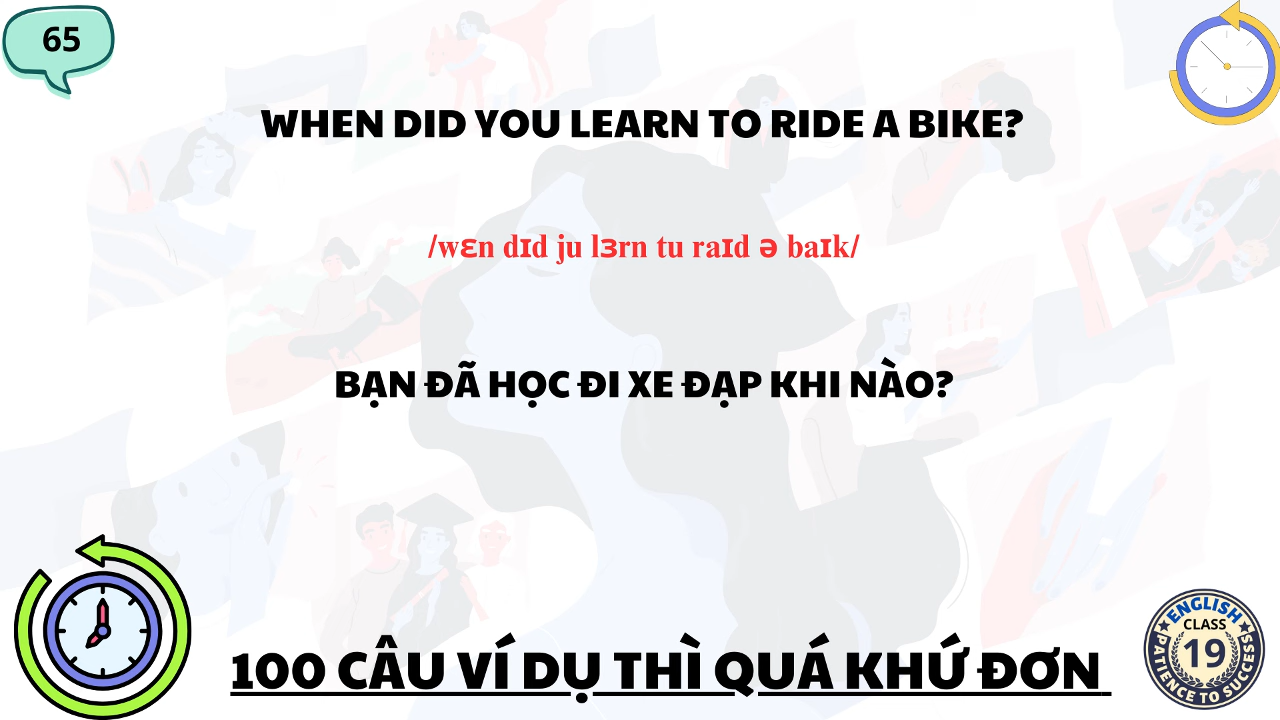 65
WHEN DID YOU LEARN TO RIDE A BIKE?
/wɛn dɪd ju lɜrn tu raɪd ə baɪk/
BẠN ĐÃ HỌC ĐI XE ĐẠP KHI NÀO?
100 CÂU VÍ DỤ THÌ QUÁ KHỨ ĐƠN
ENGLISH
CLASS
19
PATIENCE TO SUCCESS